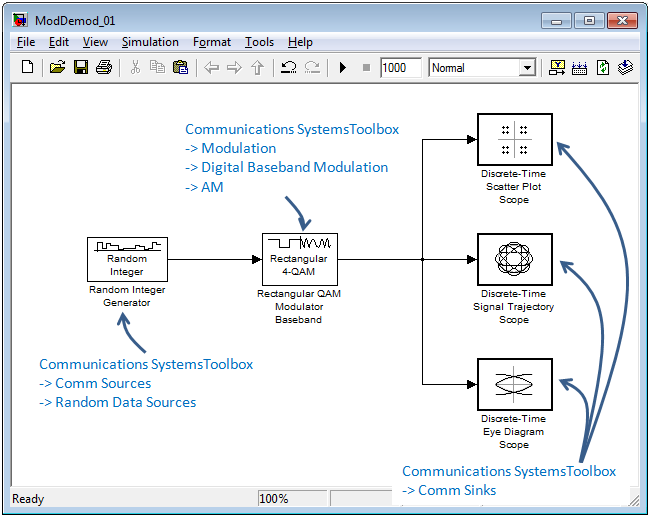 ModDemod_01
File Edit View Simulation Format Tools Help
1000 Normal
Communications SystemsToolbox
-> Modulation
-> Digital Baseband Modulation
-> AM
Discrete-Time
Scatter Plot
Scope
Random
Integer
Random Integer
Generator
Rectangular
4-QAM
Rectangular QAM
Modulator
Baseband
Discrete-Time
Signal Trajectory
Scope
Communications SystemsToolbox
-> Comm Sources
-> Random Data Sources
Discrete-Time
Eye Diagram
Scope
Communications SystemsToolbox
-> Comm Sinks
Ready 100%